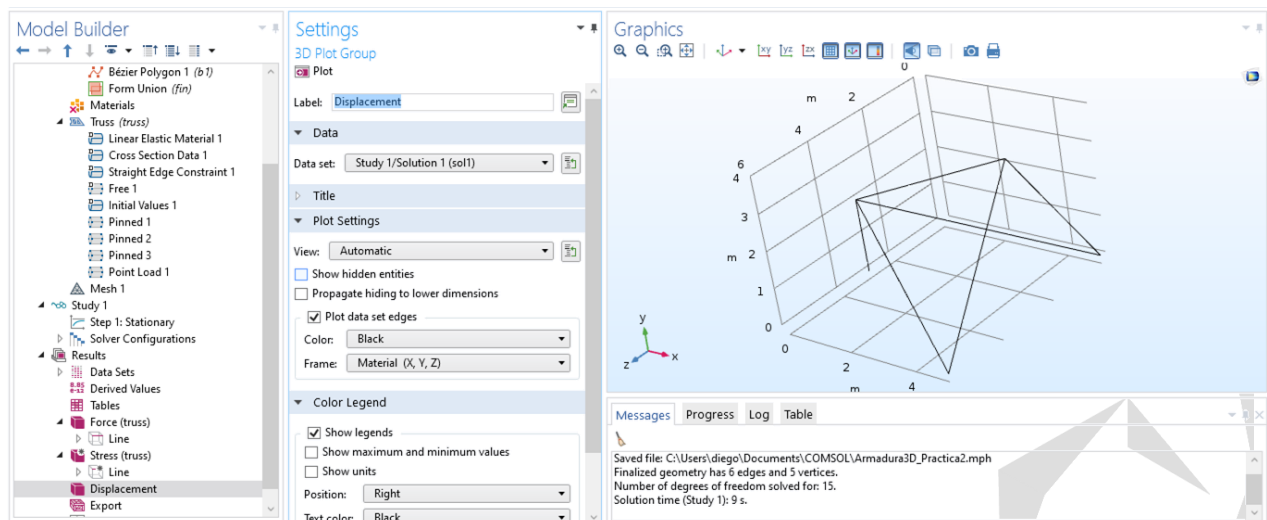 Model Builder
Bézier Polygon 1 (b1)
Form Union (fin)
Materials
Truss (truss)
Linear Elastic Material 1
Cross Section Data 1
Straight Edge Constraint 1
Free 1
Initial Values 1
Pinned 1
Pinned 2
Pinned 3
Point Load 1
Mesh 1
Study 1
Step 1: Stationary
Solver Configurations
Results
Data Sets
8.85
e-12
Derived Values
Tables
Force (truss)
Line
Stress (truss)
Line
Displacement
Export
Settings
3D Plot Group
Plot
Label: Displacement
Data
Data set: Study 1/Solution 1 (sol1)
Title
Plot Settings
View: Automatic
Show hidden entities
Propagate hiding to lower dimensions
Plot data set edges
Color: Black
Frame: Material (X, Y, Z)
Color Legend
Show legends
Show maximum and minimum values
Show units
Position: Right
Text color: Black
Graphics
xy yz zx
0
m 2
4
6
4
3
m 2
1
0
0
2
m 4
y
z x
Messages Progress Log Table
Saved file: C:\Users\diego\Documents\COMSOL\Armadura3D_Practica2.mph
Finalized geometry has 6 edges and 5 vertices.
Number of degrees of freedom solved for: 15.
Solution time (Study 1): 9 s.